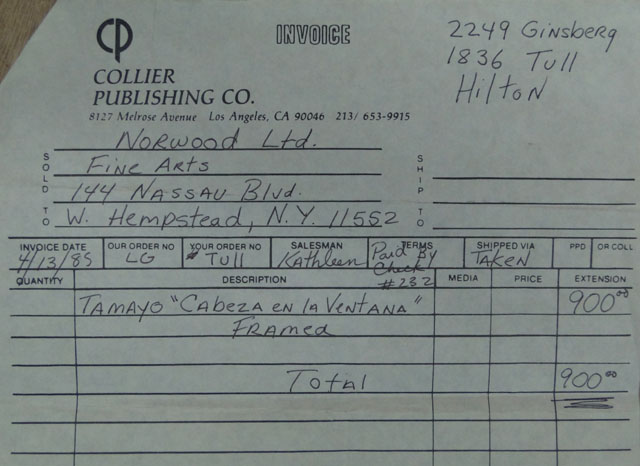 CP
INVOICE
2249 Ginsberg
1836 Tull
Hilton
COLLIER
PUBLISHING CO.
8127 Melrose Avenue Los Angeles, CA 90046 213/ 653-9915
SOLD TO
Norwood Ltd.
Fine Arts
144 Nassau Blvd.
W. Hempstead, N.Y. 11552
SHIP TO
INVOICE DATE OUR ORDER NO YOUR ORDER NO SALESMAN TERMS SHIPPED VIA PPD OR COLL
4/13/85 LG Tull Kathleen Paid By Check #232 TAKEN
QUANTITY DESCRIPTION MEDIA PRICE EXTENSION
TAMAYO "CABEZA EN LA VENTANA" 900.00
FRAMED
Total 900.00